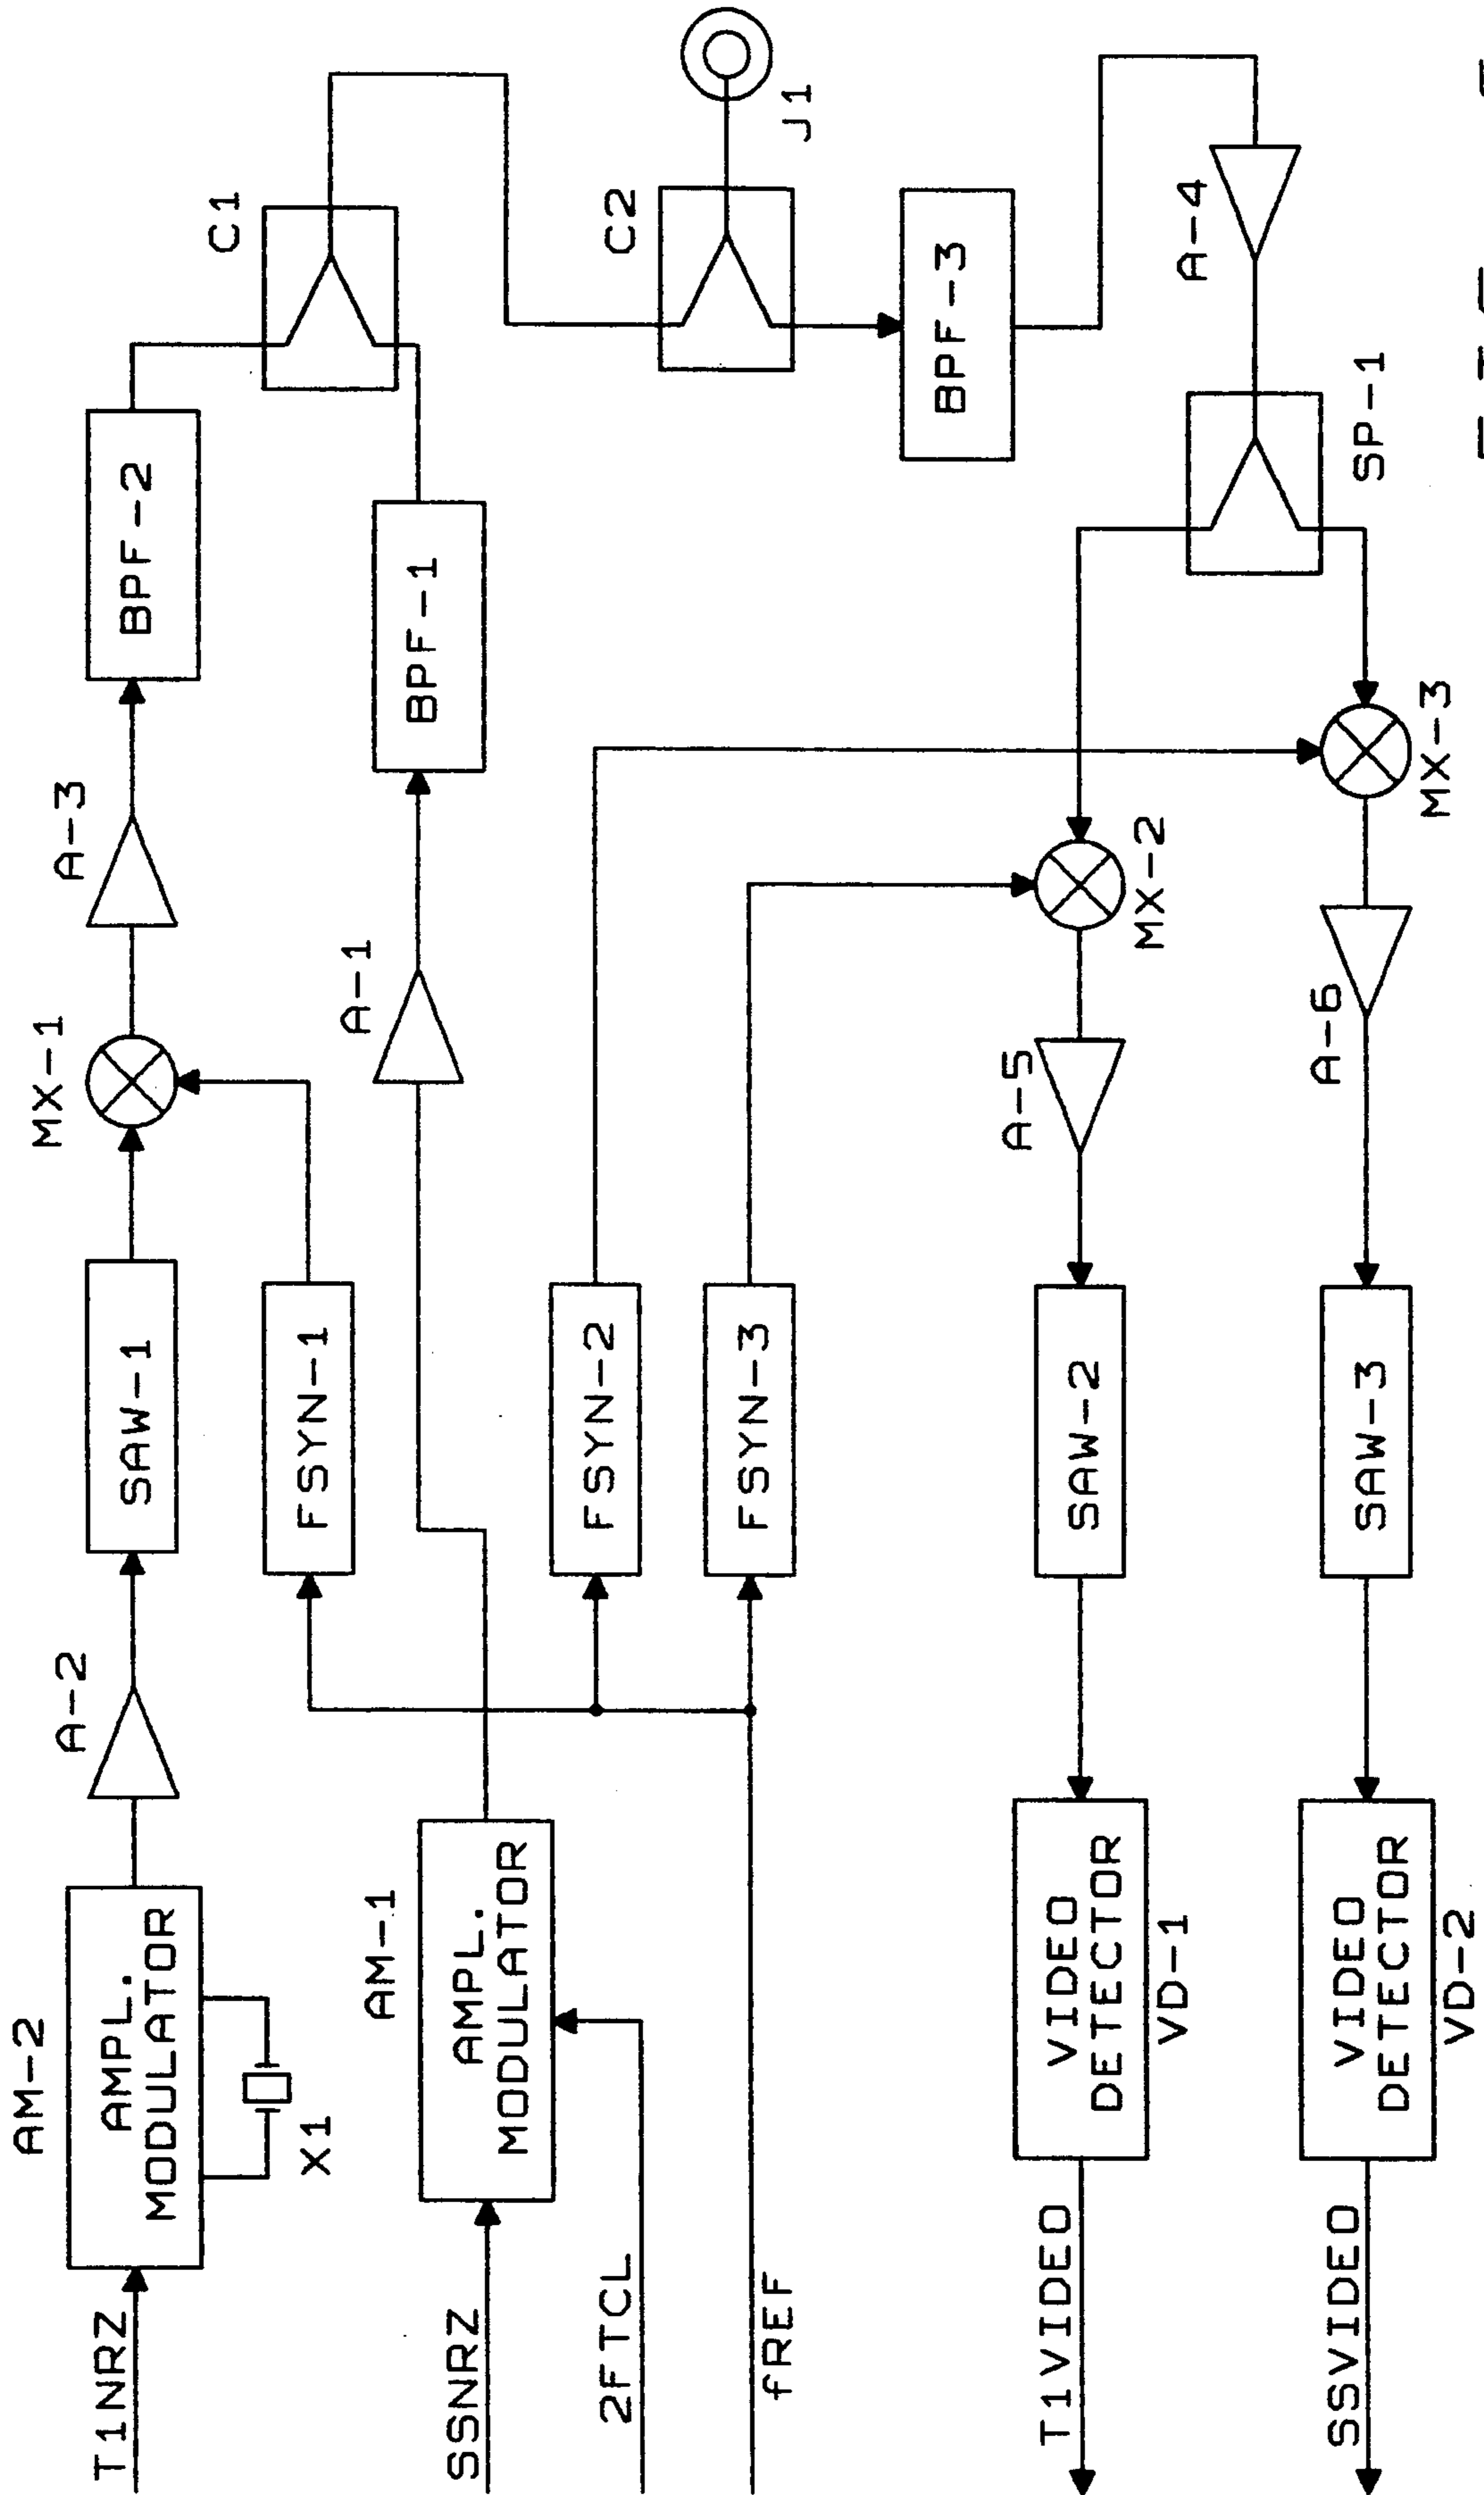 AM-2
AMPL.
MODULATOR
T1NRZ
X1
A-2
SAW-1
MX-1
A-3
BPF-2
C1
FSYN-1
A-1
BPF-1
AM-1
AMPL.
MODULATOR
SSNRZ
2FTCL
fREF
FSYN-2
FSYN-3
C2
J1
BPF-3
A-4
SP-1
MX-2
MX-3
A-5
A-6
SAW-2
SAW-3
VIDEO
DETECTOR
VD-1
T1VIDEO
VIDEO
DETECTOR
VD-2
SSVIDEO